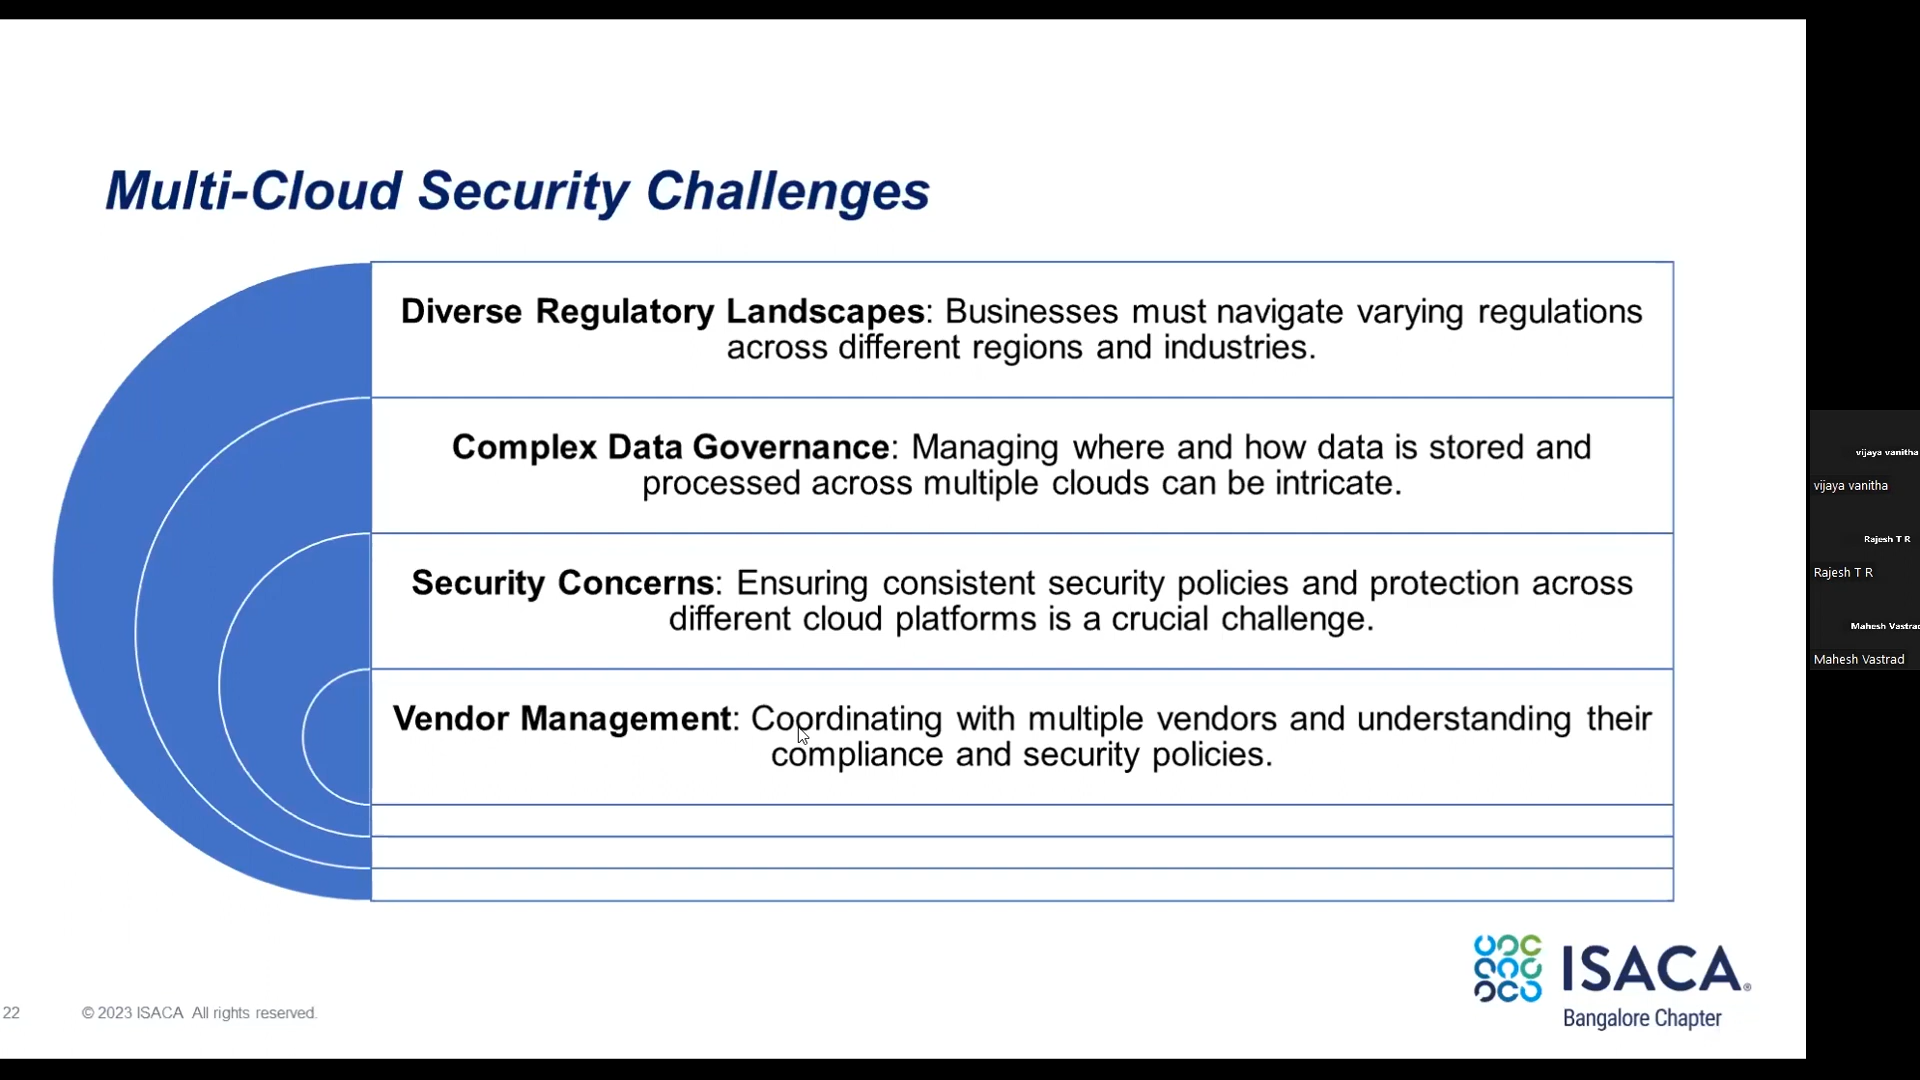 Multi-Cloud Security Challenges
Diverse Regulatory Landscapes: Businesses must navigate varying regulations
across different regions and industries.
Complex Data Governance: Managing where and how data is stored and
processed across multiple clouds can be intricate.
Security Concerns: Ensuring consistent security policies and protection across
different cloud platforms is a crucial challenge.
Vendor Management: Coordinating with multiple vendors and understanding their
compliance and security policies.
vijaya vanitha
vijaya vanitha
Rajesh T R
Rajesh T R
Mahesh Vastrad
Mahesh Vastrad
ISACA®
Bangalore Chapter
22
© 2023 ISACA All rights reserved.